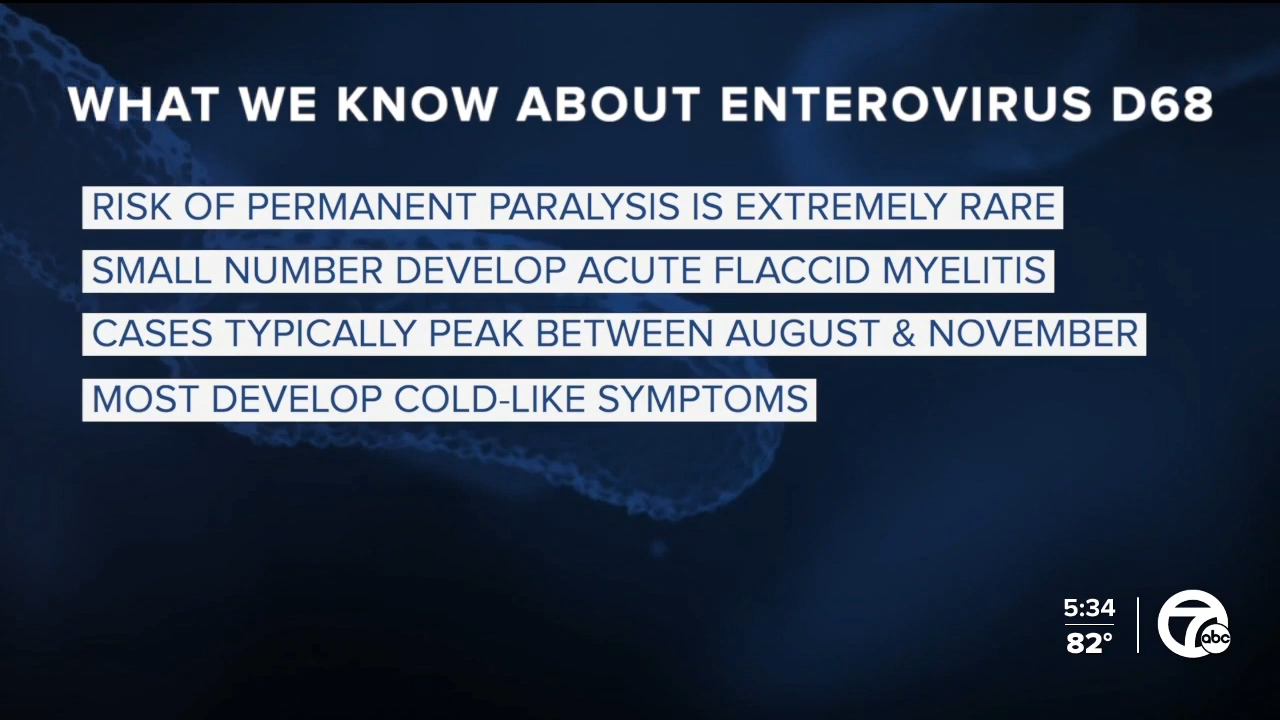 WHAT WE KNOW ABOUT ENTEROVIRUS D68
RISK OF PERMANENT PARALYSIS IS EXTREMELY RARE
SMALL NUMBER DEVELOP ACUTE FLACCID MYELITIS
CASES TYPICALLY PEAK BETWEEN AUGUST & NOVEMBER
MOST DEVELOP COLD-LIKE SYMPTOMS
5:34
82°
7 abc